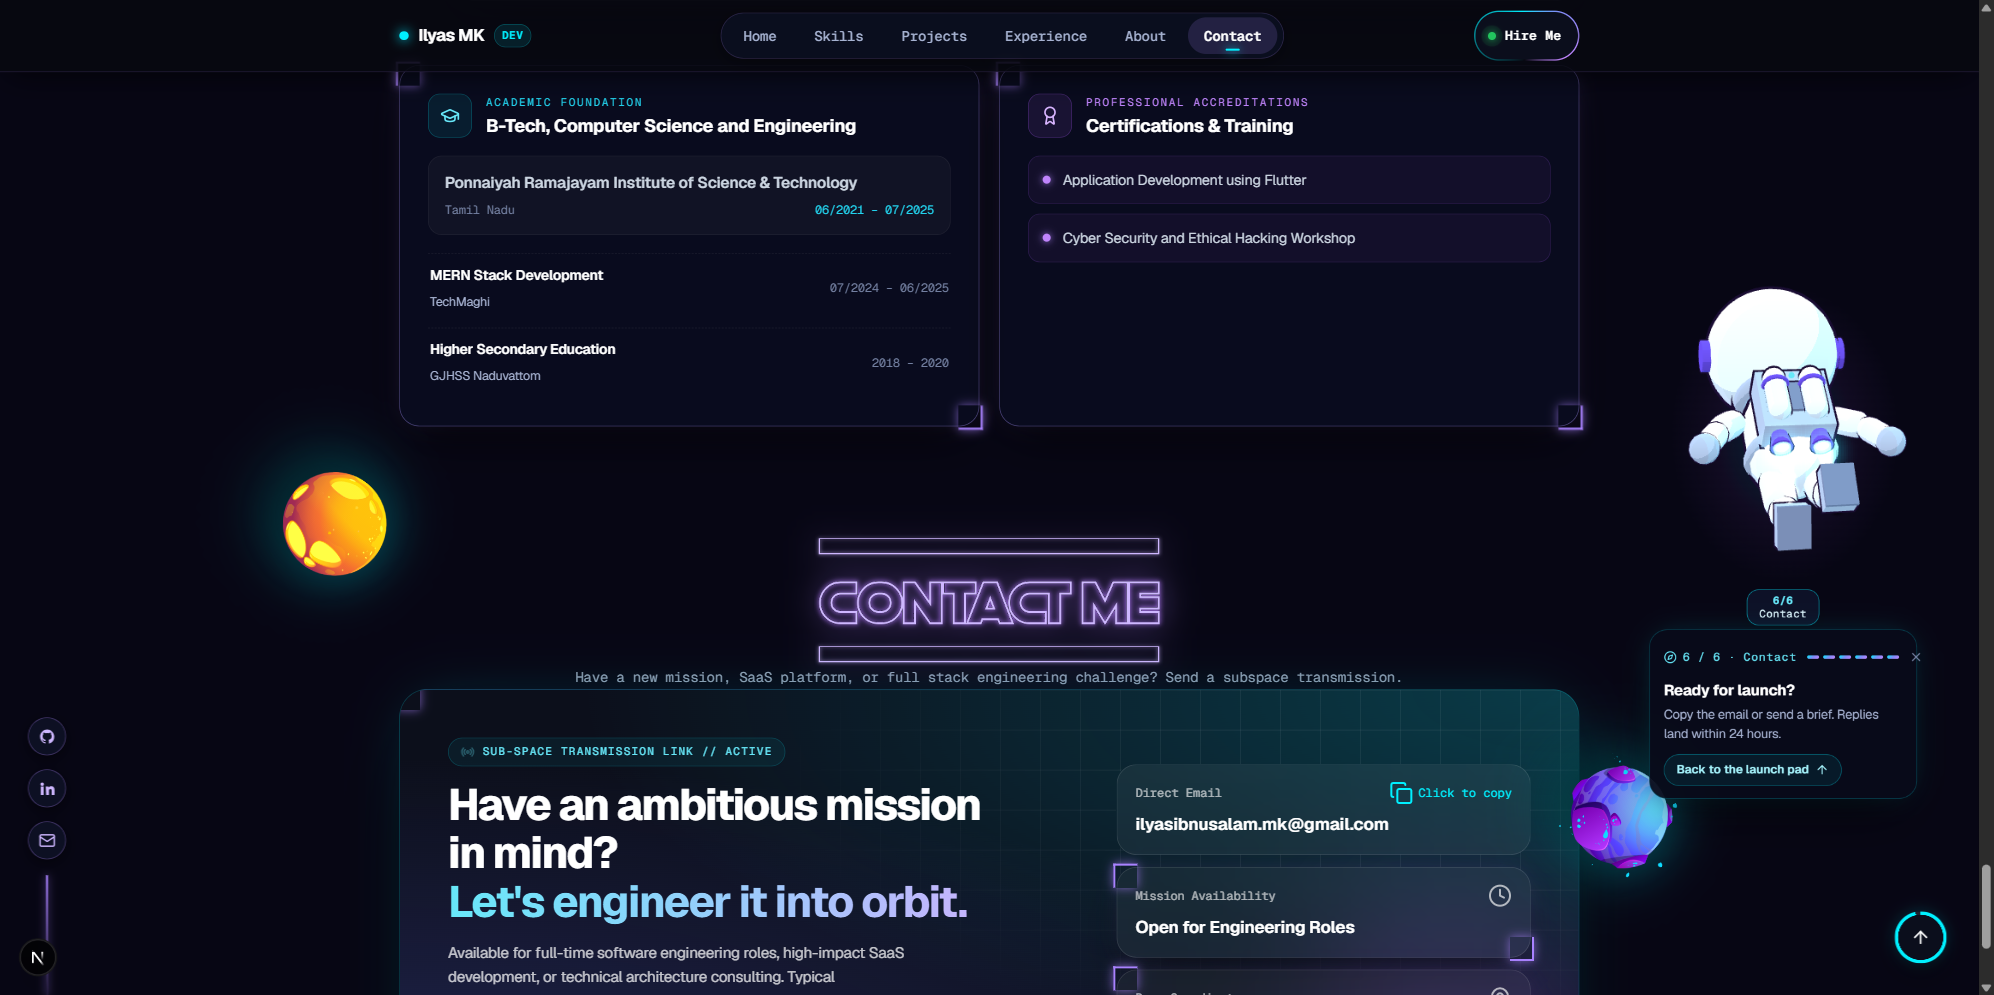 Ilyas MK
DEV
Home
Skills
Projects
Experience
About
Contact
Hire Me
ACADEMIC FOUNDATION
B-Tech, Computer Science and Engineering
Ponnaiyah Ramajayam Institute of Science & Technology
Tamil Nadu
06/2021 – 07/2025
MERN Stack Development
TechMaghi
07/2024 – 06/2025
Higher Secondary Education
GJHSS Naduvattom
2018 – 2020
PROFESSIONAL ACCREDITATIONS
Certifications & Training
Application Development using Flutter
Cyber Security and Ethical Hacking Workshop
CONTACT ME
Have a new mission, SaaS platform, or full stack engineering challenge? Send a subspace transmission.
SUB-SPACE TRANSMISSION LINK // ACTIVE
Have an ambitious mission
in mind?
Let's engineer it into orbit.
Available for full-time software engineering roles, high-impact SaaS
development, or technical architecture consulting. Typical
Direct Email
Click to copy
ilyasibnusalam.mk@gmail.com
Mission Availability
Open for Engineering Roles
6/6
Contact
6 / 6 · Contact
Ready for launch?
Copy the email or send a brief. Replies
land within 24 hours.
Back to the launch pad ↑
in
N